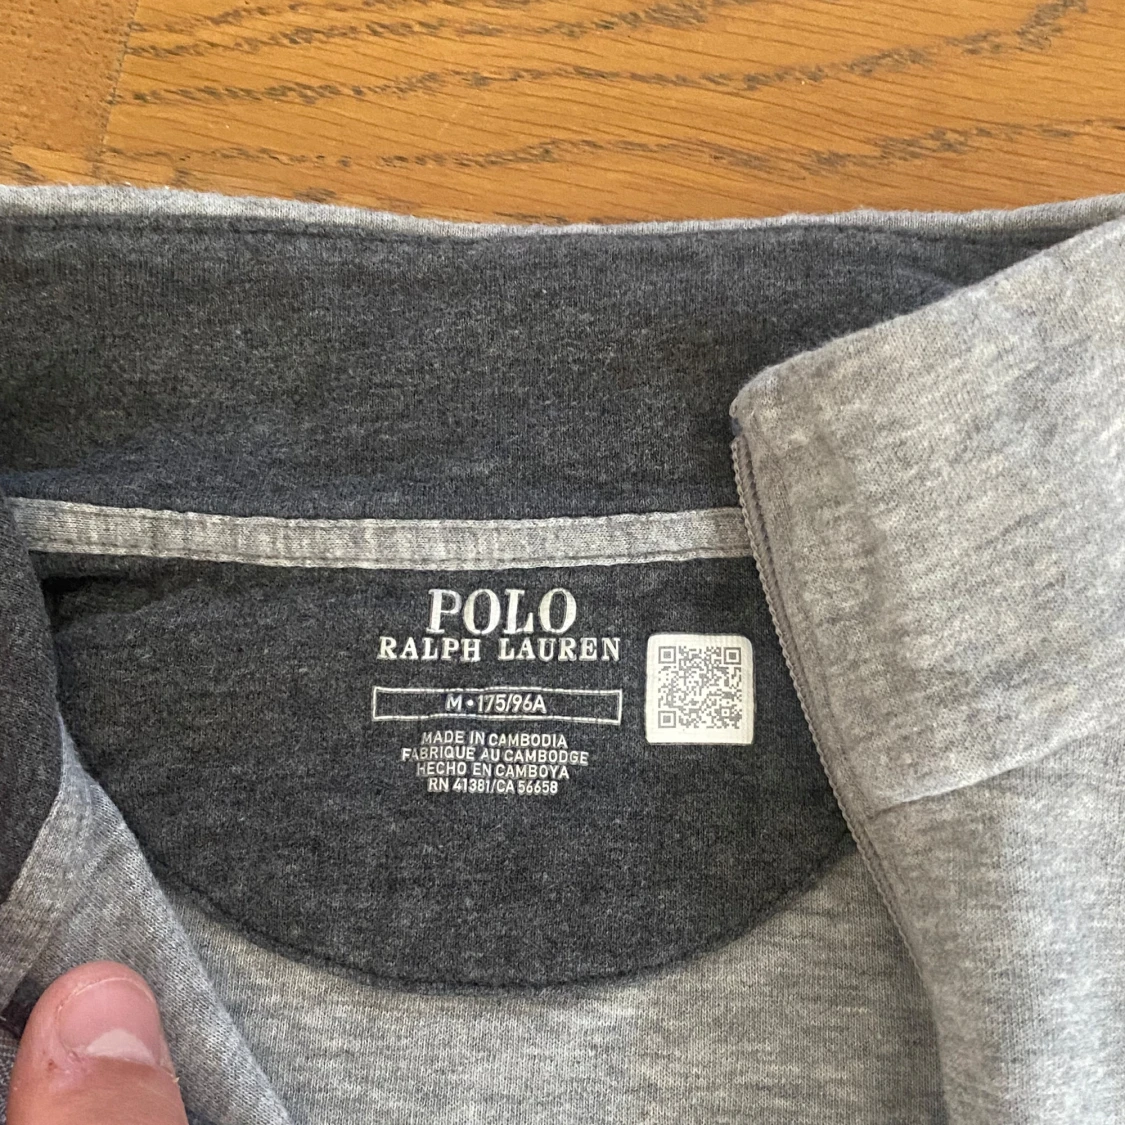 POLO
RALPH LAUREN
M•175/96A
MADE IN CAMBODIA
FABRIQUE AU CAMBODGE
HECHO EN CAMBOYA
RN 41381/CA 56658